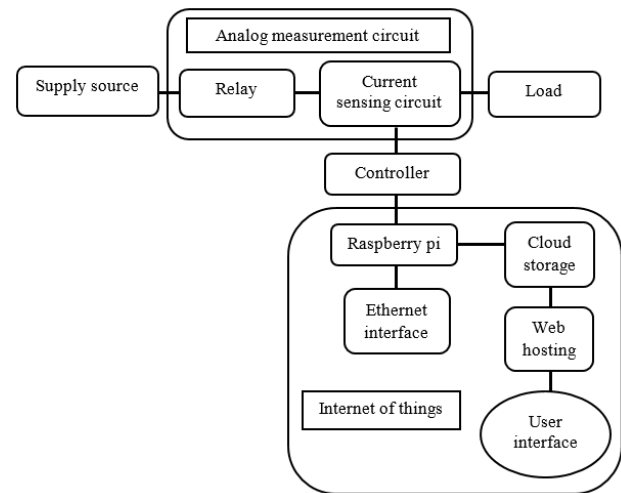 Analog measurement circuit
Supply source
Relay
Current
sensing circuit
Load
Controller
Raspberry pi
Cloud
storage
Ethernet
interface
Web
hosting
Internet of things
User
interface